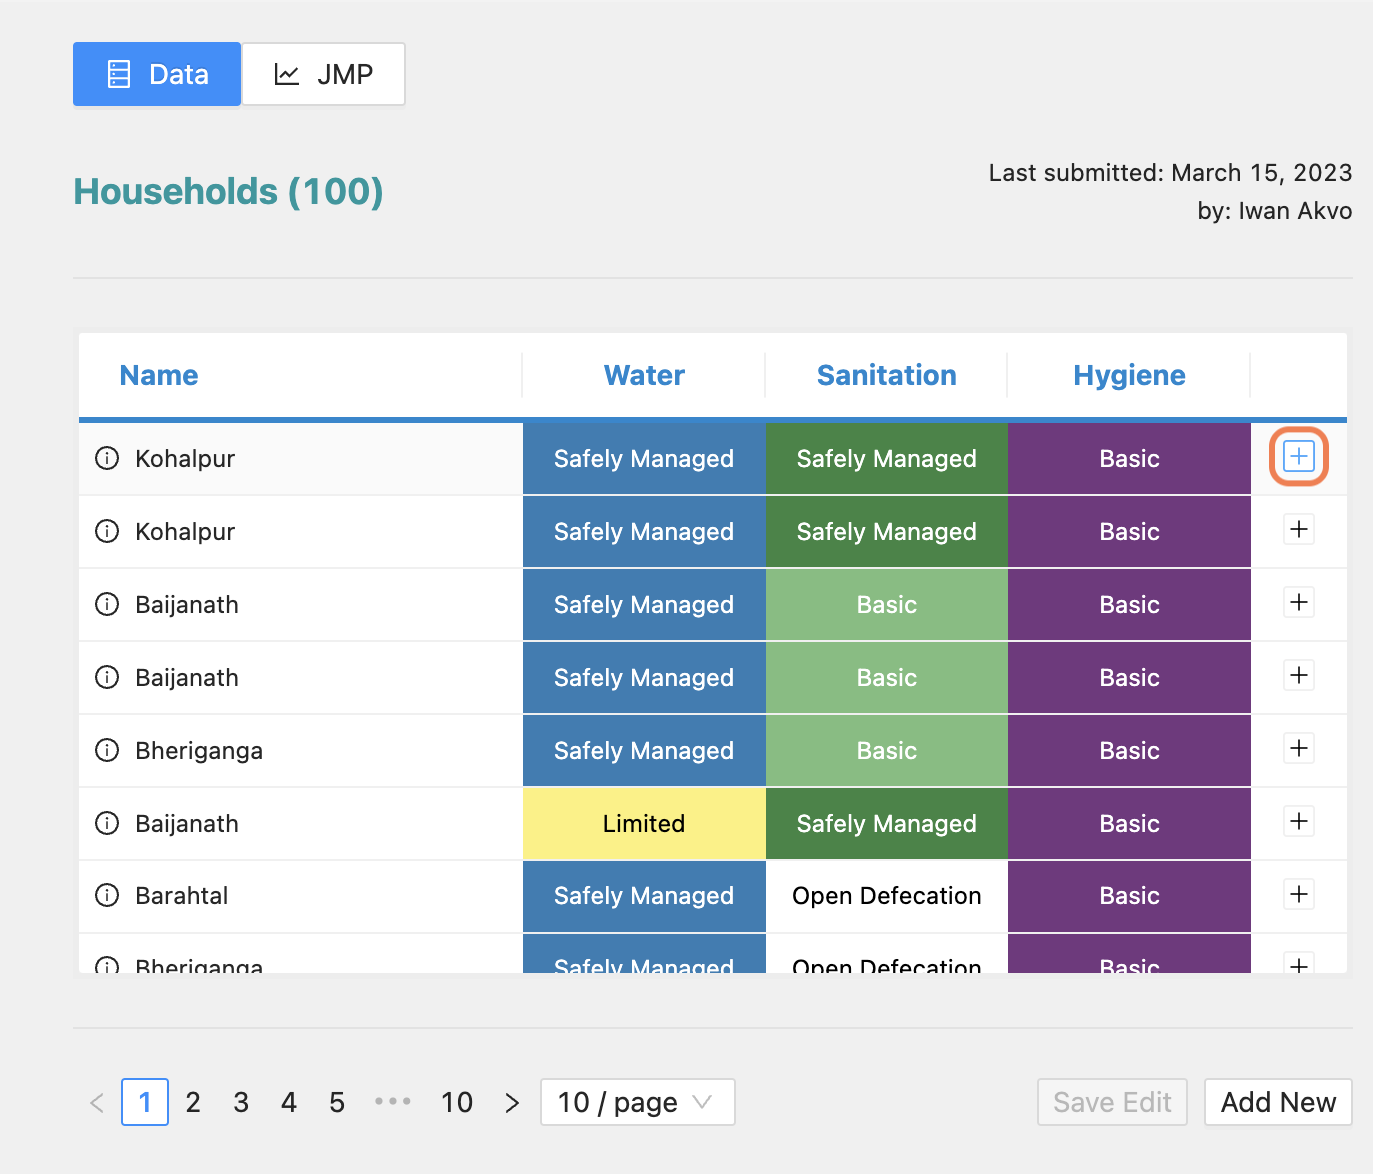 Data JMP
Households (100)
Last submitted: March 15, 2023
by: Iwan Akvo
Name Water Sanitation Hygiene
Kohalpur Safely Managed Safely Managed Basic
Kohalpur Safely Managed Safely Managed Basic
Baijanath Safely Managed Basic Basic
Baijanath Safely Managed Basic Basic
Bheriganga Safely Managed Basic Basic
Baijanath Limited Safely Managed Basic
Barahtal Safely Managed Open Defecation Basic
Bheriganga Safely Managed Open Defecation Basic
< 1 2 3 4 5 ••• 10 > 10 / page Save Edit Add New